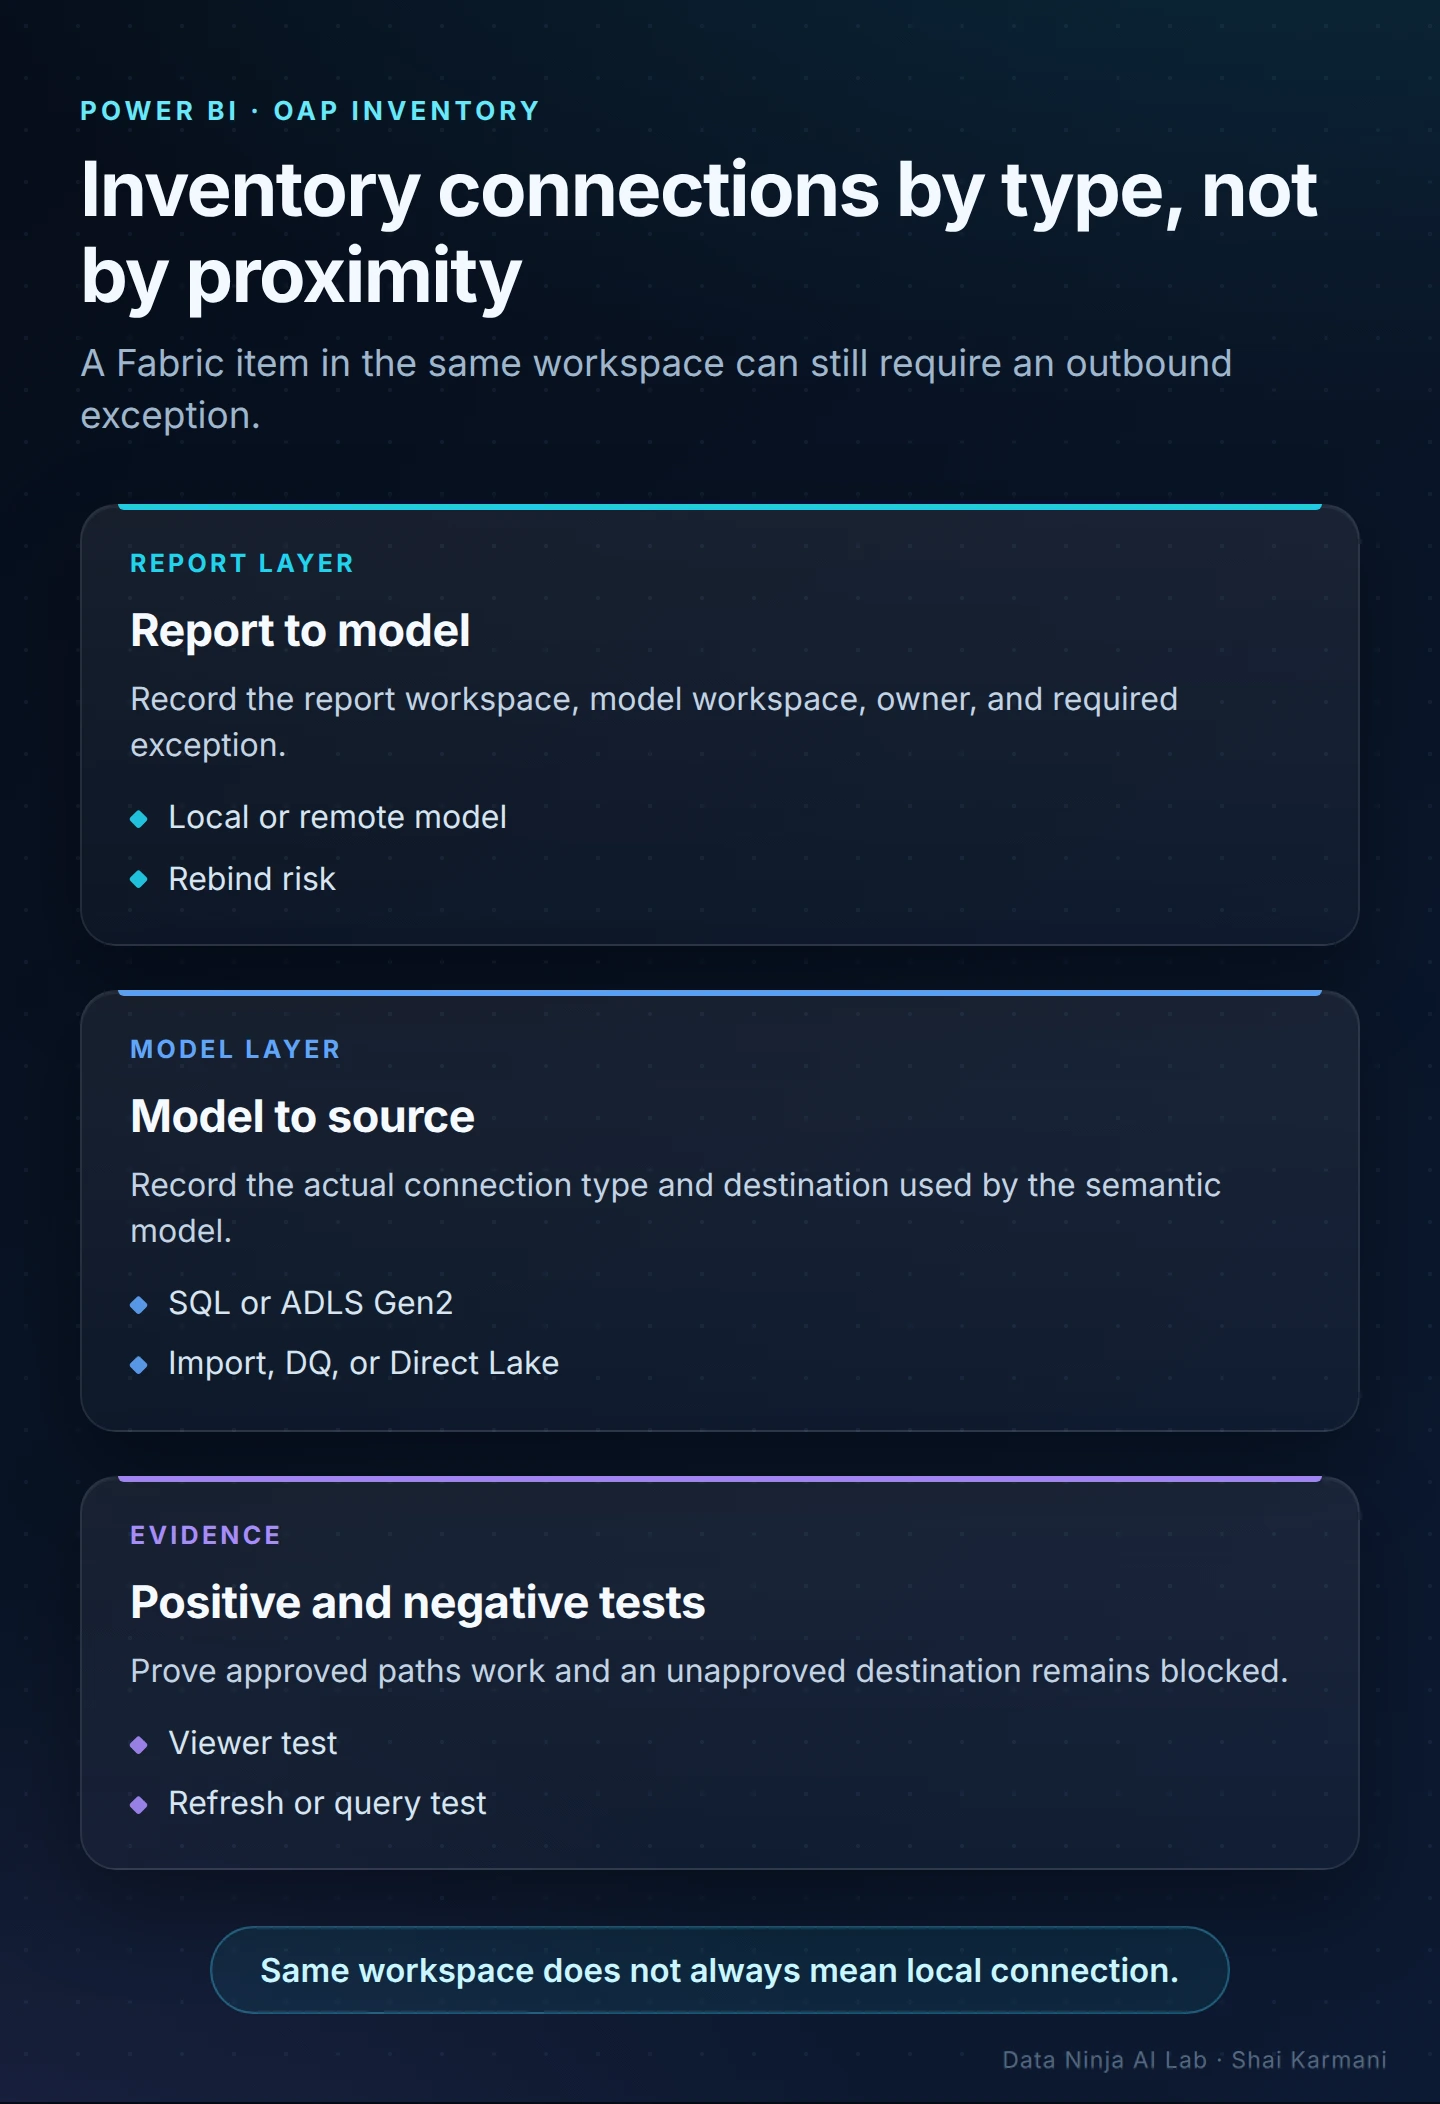 POWER BI · OAP INVENTORY
Inventory connections by type, not
by proximity
A Fabric item in the same workspace can still require an outbound
exception.
REPORT LAYER
Report to model
Record the report workspace, model workspace, owner, and required
exception.
Local or remote model
Rebind risk
MODEL LAYER
Model to source
Record the actual connection type and destination used by the semantic
model.
SQL or ADLS Gen2
Import, DQ, or Direct Lake
EVIDENCE
Positive and negative tests
Prove approved paths work and an unapproved destination remains blocked.
Viewer test
Refresh or query test
Same workspace does not always mean local connection.
Data Ninja AI Lab · Shai Karmani